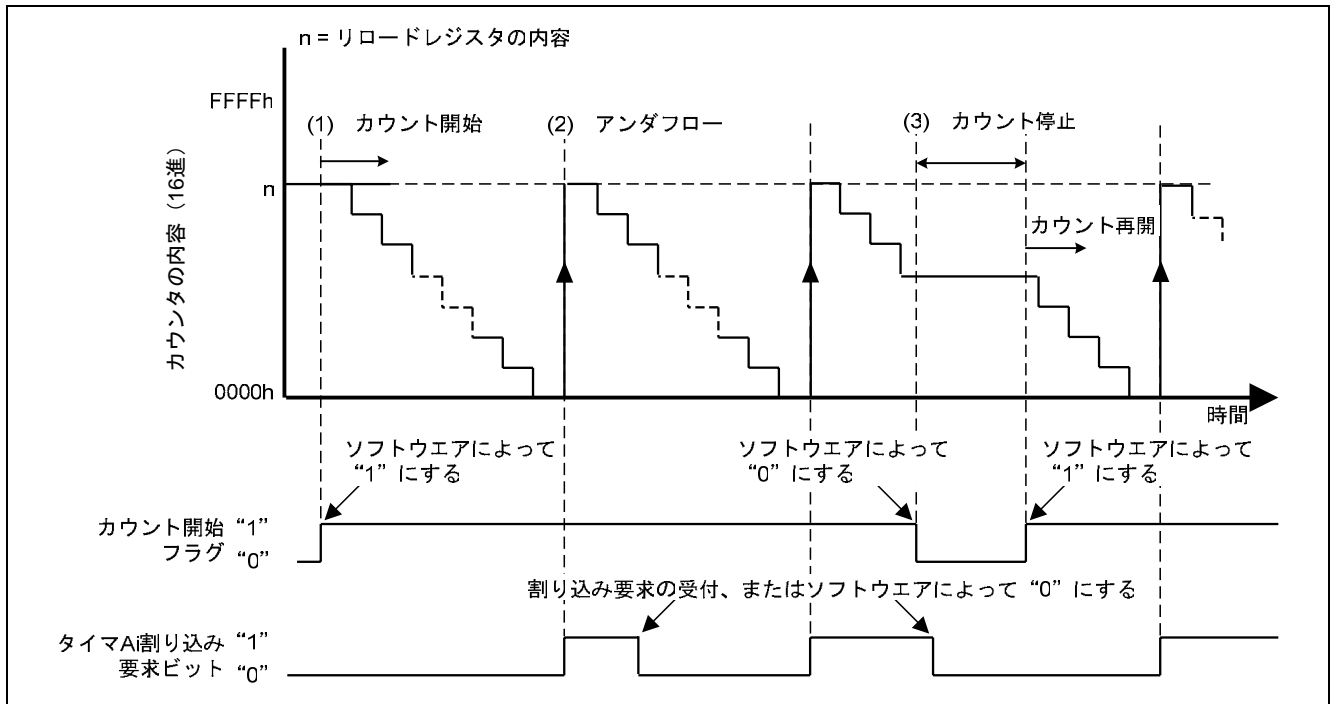 n = リロードレジスタの内容
FFFFh
(1) カウント開始
(2) アンダフロー
(3) カウント停止
n
カウント再開
カウンタの内容（16進）
0000h
時間
ソフトウエアによって
“1” にする
ソフトウエアによって
“0” にする
ソフトウエアによって
“1” にする
カウント開始 “1”
フラグ “0”
割り込み要求の受付、またはソフトウエアによって “0” にする
タイマAi割り込み “1”
要求ビット “0”